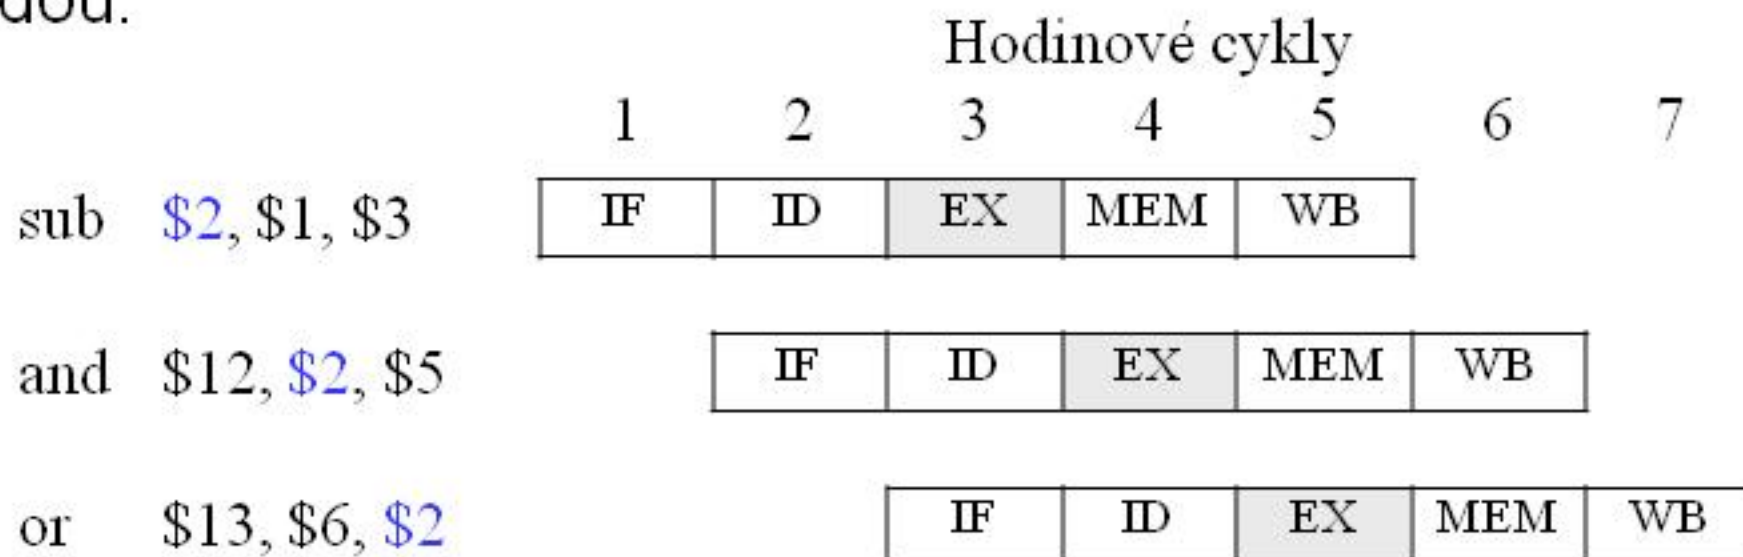 Hodinové cykly
1 2 3 4 5 6 7
sub $2, $1, $3 IF ID EX MEM WB
and $12, $2, $5 IF ID EX MEM WB
or $13, $6, $2 IF ID EX MEM WB